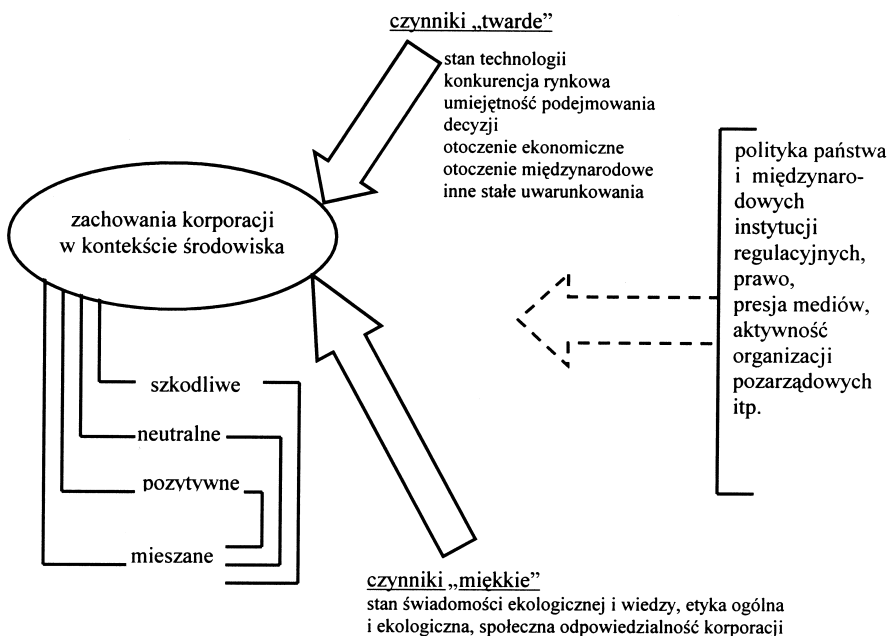 czynniki „twarde”
stan technologii
konkurencja rynkowa
umiejętność podejmowania
decyzji
otoczenie ekonomiczne
otoczenie międzynarodowe
inne stałe uwarunkowania
zachowania korporacji
w kontekście środowiska
polityka państwa
i międzynaro-
dowych
instytucji
regulacyjnych,
prawo,
presja mediów,
aktywność
organizacji
pozarządowych
itp.
szkodliwe
neutralne
pozytywne
mieszane
czynniki „miękkie”
stan świadomości ekologicznej i wiedzy, etyka ogólna
i ekologiczna, społeczna odpowiedzialność korporacji